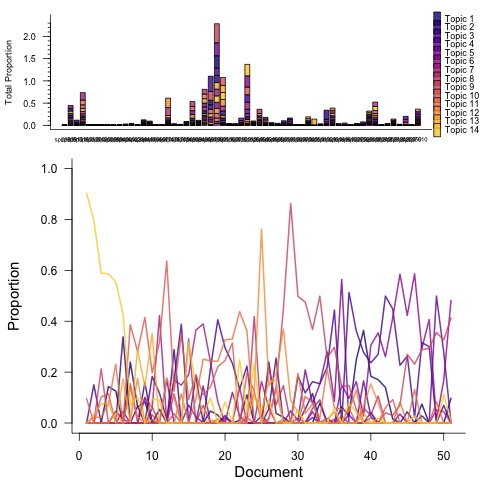 Total Proportion
2.0
1.5
1.0
0.5
0.0
Topic 1
Topic 2
Topic 3
Topic 4
Topic 5
Topic 6
Topic 7
Topic 8
Topic 9
Topic 10
Topic 11
Topic 12
Topic 13
Topic 14
Proportion
1.0
0.8
0.6
0.4
0.2
0.0
0 10 20 30 40 50
Document